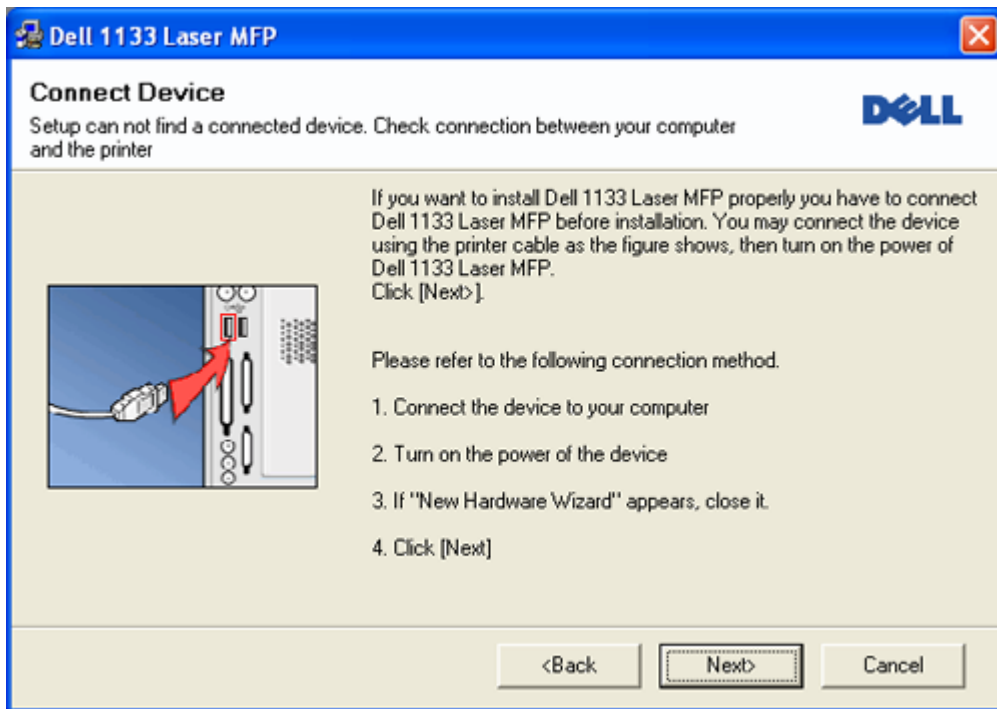 Dell 1133 Laser MFP
Connect Device
Setup can not find a connected device. Check connection between your computer
and the printer
DELL
If you want to install Dell 1133 Laser MFP properly you have to connect
Dell 1133 Laser MFP before installation. You may connect the device
using the printer cable as the figure shows, then turn on the power of
Dell 1133 Laser MFP.
Click [Next>].
Please refer to the following connection method.
1. Connect the device to your computer
2. Turn on the power of the device
3. If "New Hardware Wizard" appears, close it.
4. Click [Next]
<Back
Next>
Cancel